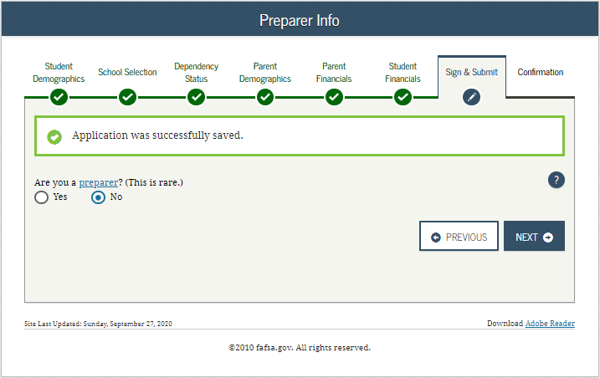 Preparer Info
Student Demographics
School Selection
Dependency Status
Parent Demographics
Parent Financials
Student Financials
Sign & Submit
Confirmation
Application was successfully saved.
Are you a preparer? (This is rare.)
?
Yes
No
PREVIOUS
NEXT
Site Last Updated: Sunday, September 27, 2020
Download Adobe Reader
©2010 fafsa.gov. All rights reserved.